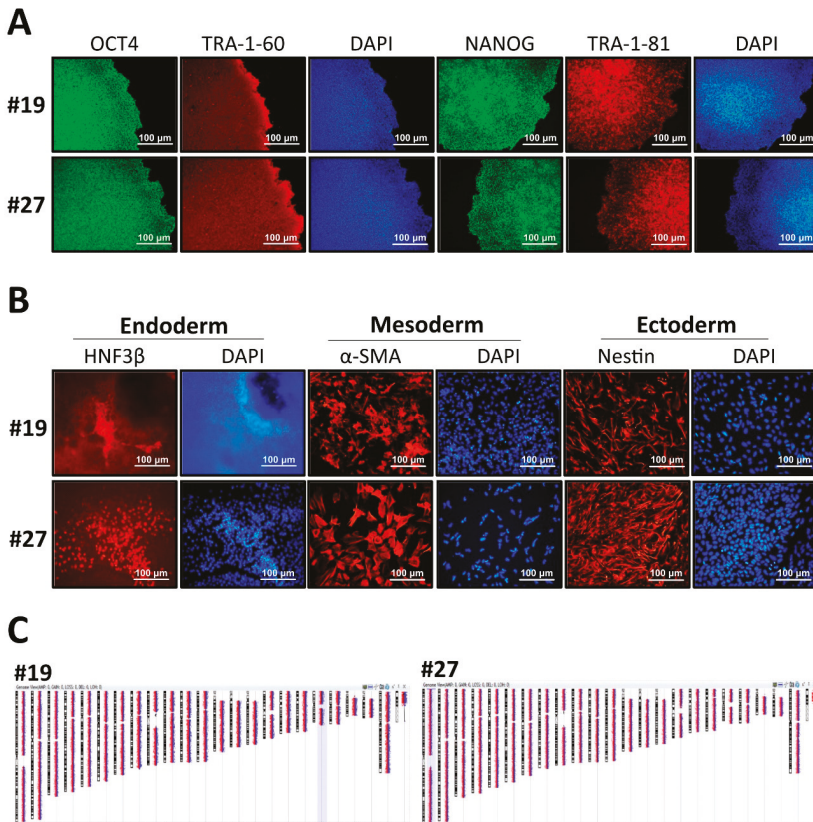 A
OCT4 TRA-1-60 DAPI NANOG TRA-1-81 DAPI
#19
100 µm 100 µm 100 µm 100 µm 100 µm 100 µm
#27
100 µm 100 µm 100 µm 100 µm 100 µm 100 µm
B
Endoderm Mesoderm Ectoderm
HNF3β DAPI α-SMA DAPI Nestin DAPI
#19
100 µm 100 µm 100 µm 100 µm 100 µm 100 µm
#27
100 µm 100 µm 100 µm 100 µm 100 µm 100 µm
C
#19 #27